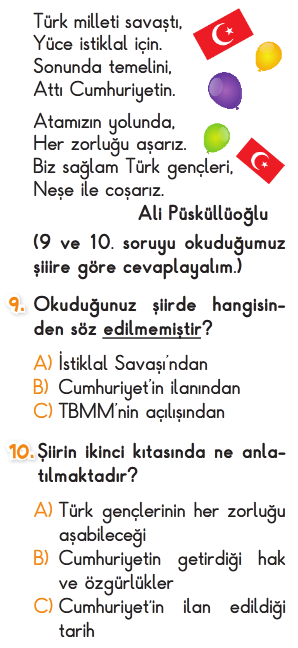 Türk milleti savaştı,
Yüce istiklal için.
Sonunda temelini,
Attı Cumhuriyetin.
Atamızın yolunda,
Her zorluğu aşarız.
Biz sağlam Türk gençleri,
Neşe ile coşarız.
Ali Püsküllüoğlu
(9 ve 10. soruyu okuduğumuz
şiiire göre cevaplayalım.)
9. Okuduğunuz şiirde hangisin-
den söz edilmemiştir?
A) İstiklal Savaşı'ndan
B) Cumhuriyet'in ilanından
C) TBMM'nin açılışından
10. Şiirin ikinci kıtasında ne anla-
tılmaktadır?
A) Türk gençlerinin her zorluğu
aşabileceği
B) Cumhuriyetin getirdiği hak
ve özgürlükler
C) Cumhuriyet'in ilan edildiği
tarih